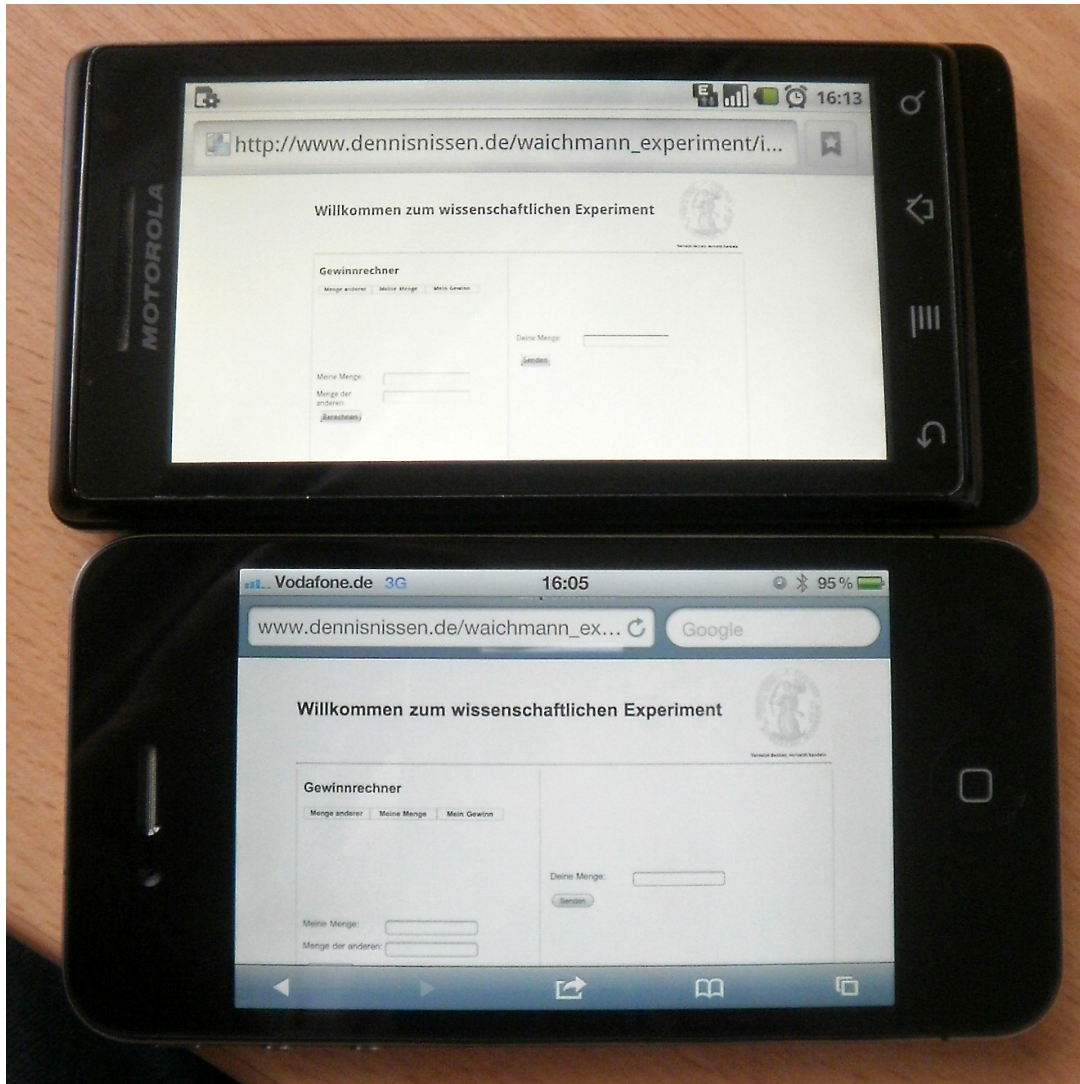 E
16:13
http://www.dennisnissen.de/waichmann_experiment/i...
MOTOROLA
Willkommen zum wissenschaftlichen Experiment
Gewinnrechner
Menge anderer Meine Menge Mein Gewinn
Deine Menge:
Senden
Meine Menge:
Menge der
anderen:
Berechnen
Vodafone.de 3G 16:05 95 %
www.dennisnissen.de/waichmann_ex... Google
Willkommen zum wissenschaftlichen Experiment
Gewinnrechner
Menge anderer Meine Menge Mein Gewinn
Deine Menge:
Senden
Meine Menge:
Menge der anderen: